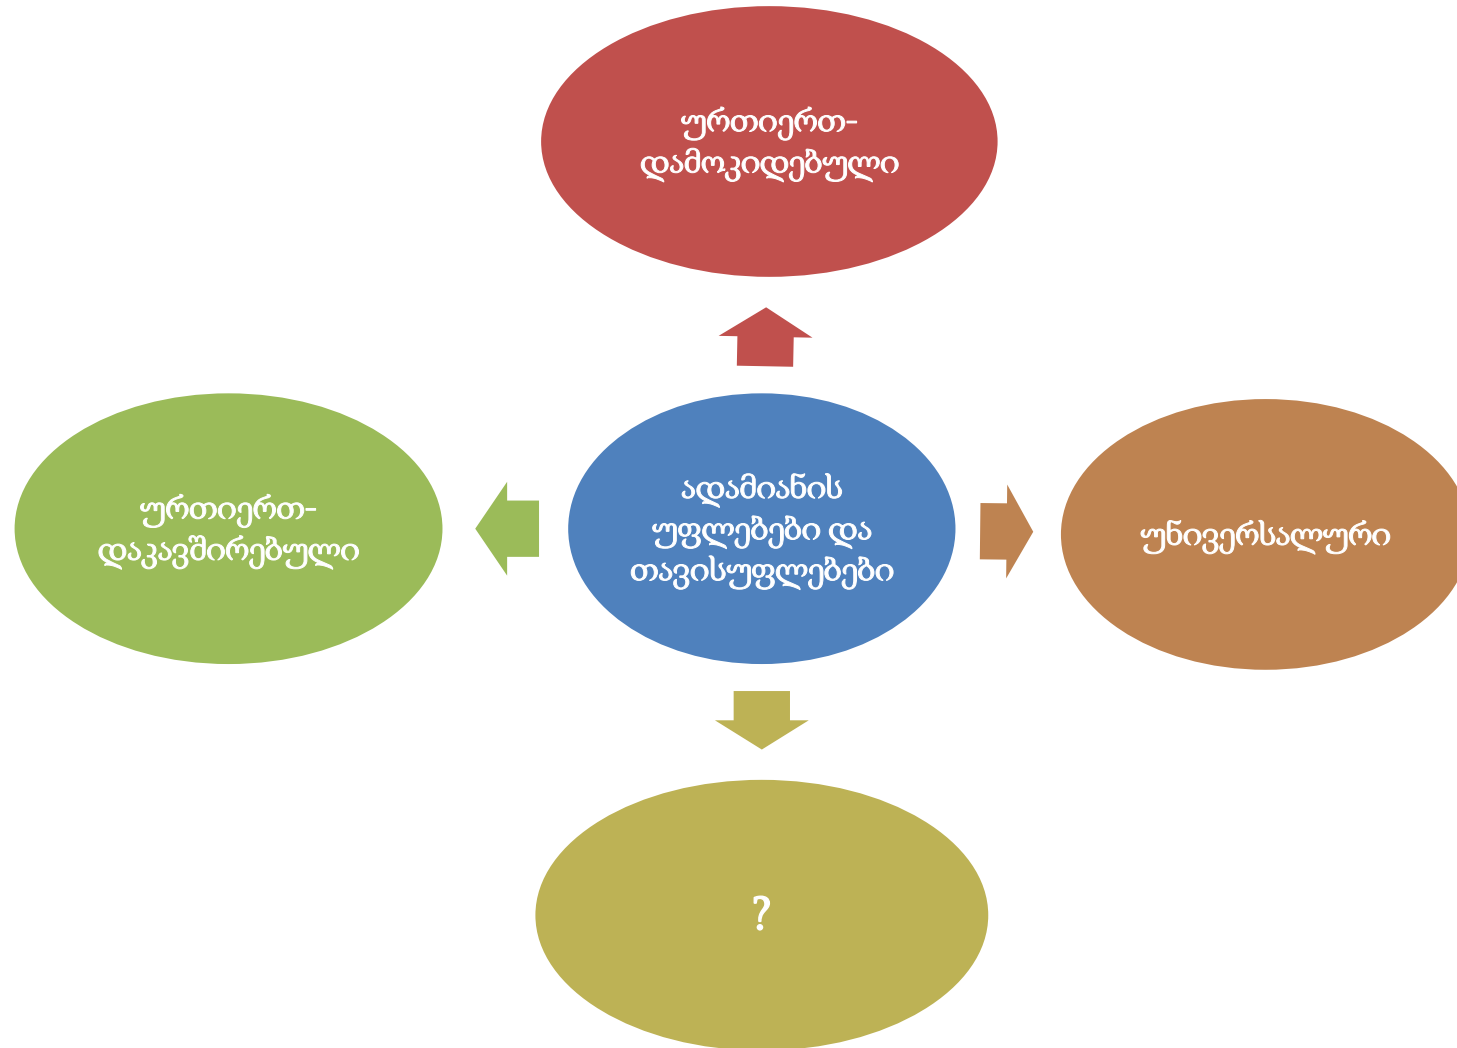 ურთიერთ-
დამოკიდებული
ურთიერთ-
დაკავშირებული
ადამიანის
უფლებები და
თავისუფლებები
უნივერსალური
?